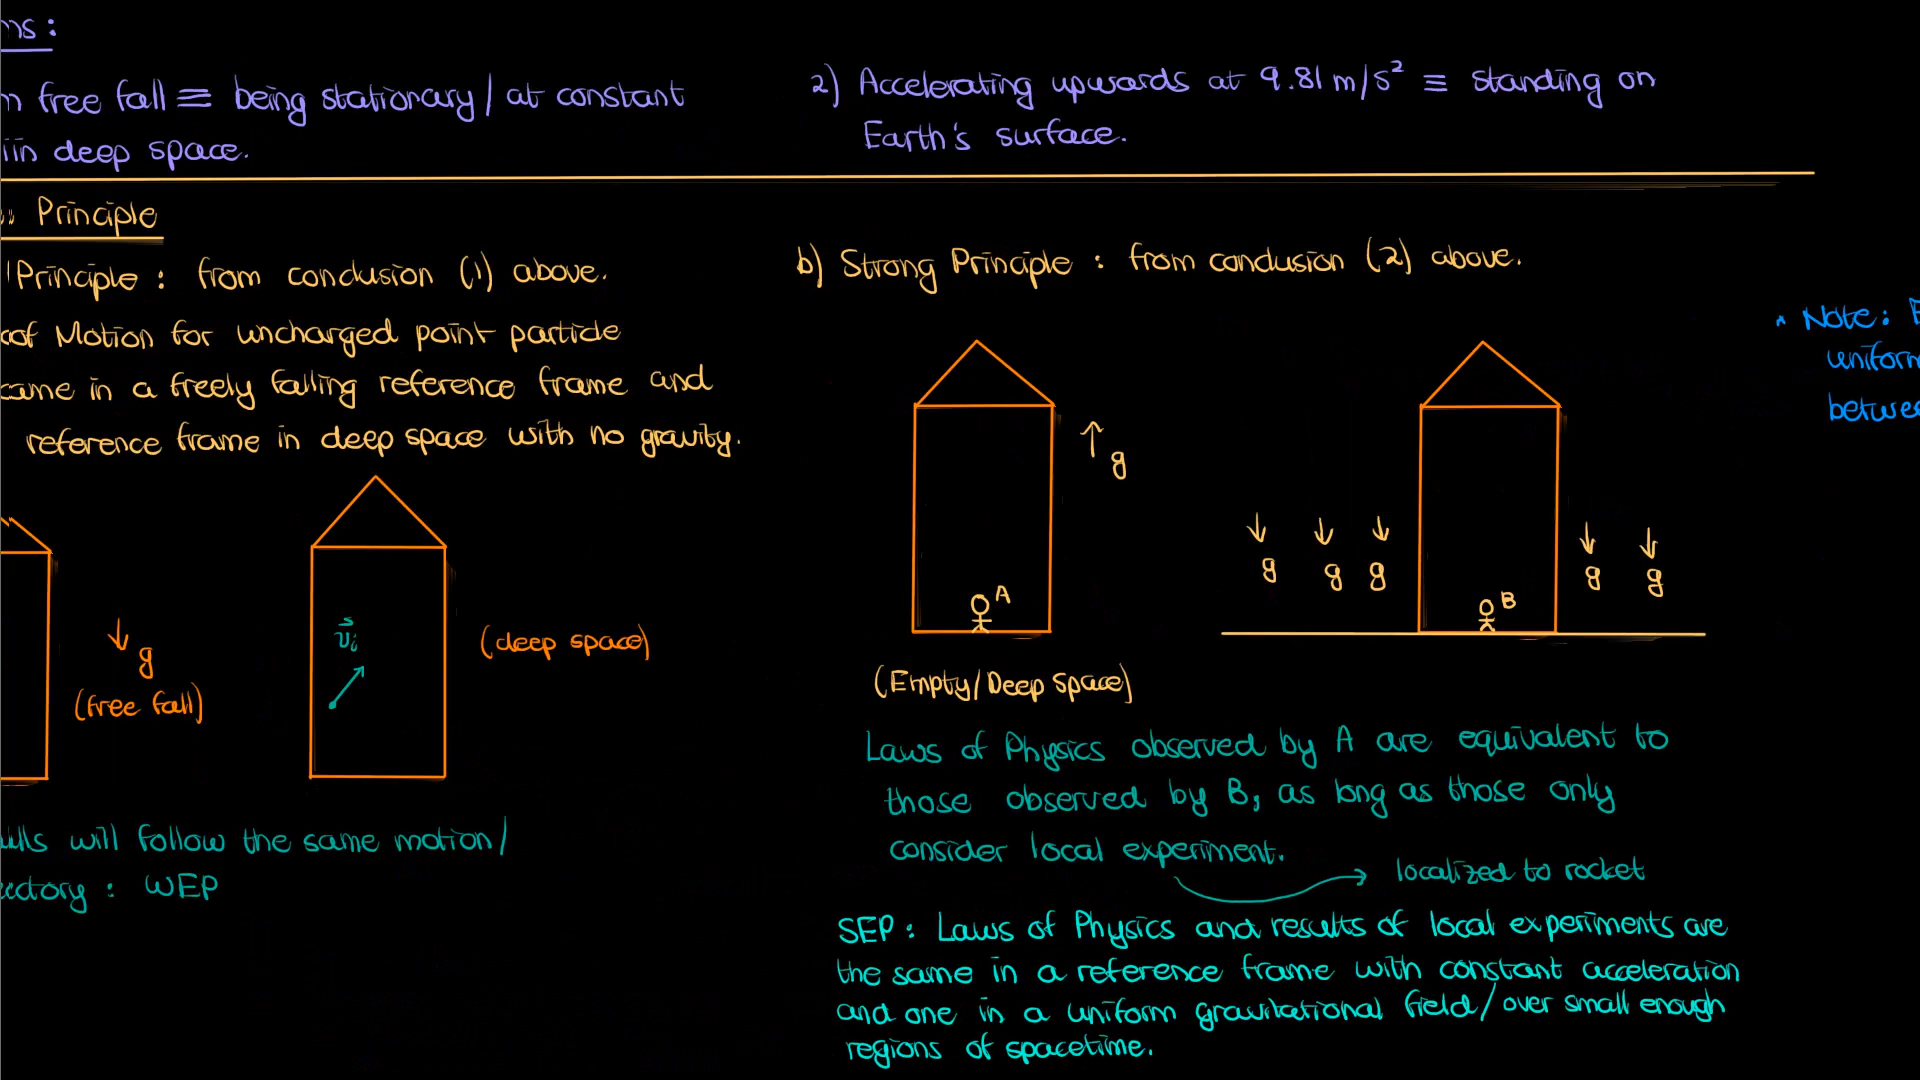 ns :
n free fall ≡ being stationary / at constant
iin deep space.
2) Accelerating upwards at 9.81 m/s² ≡ standing on
Earth's surface.
Principle
Principle : from conclusion (1) above.
of Motion for uncharged point particle
same in a freely falling reference frame and
reference frame in deep space with no gravity.
↓ g
(free fall)
v⃗i
(deep space)
b) Strong Principle : from conclusion (2) above.
↑ g
A
(Empty/Deep Space)
↓ ↓ ↓ ↓ ↓
g g g g g
B
Laws of Physics observed by A are equivalent to
those observed by B, as long as those only
consider local experiment.
→ localized to rocket
SEP : Laws of Physics and results of local experiments are
the same in a reference frame with constant acceleration
and one in a uniform gravitational field / over small enough
regions of spacetime.
will follow the same motion /
ectory : WEP
* Note: E
uniform
betwee